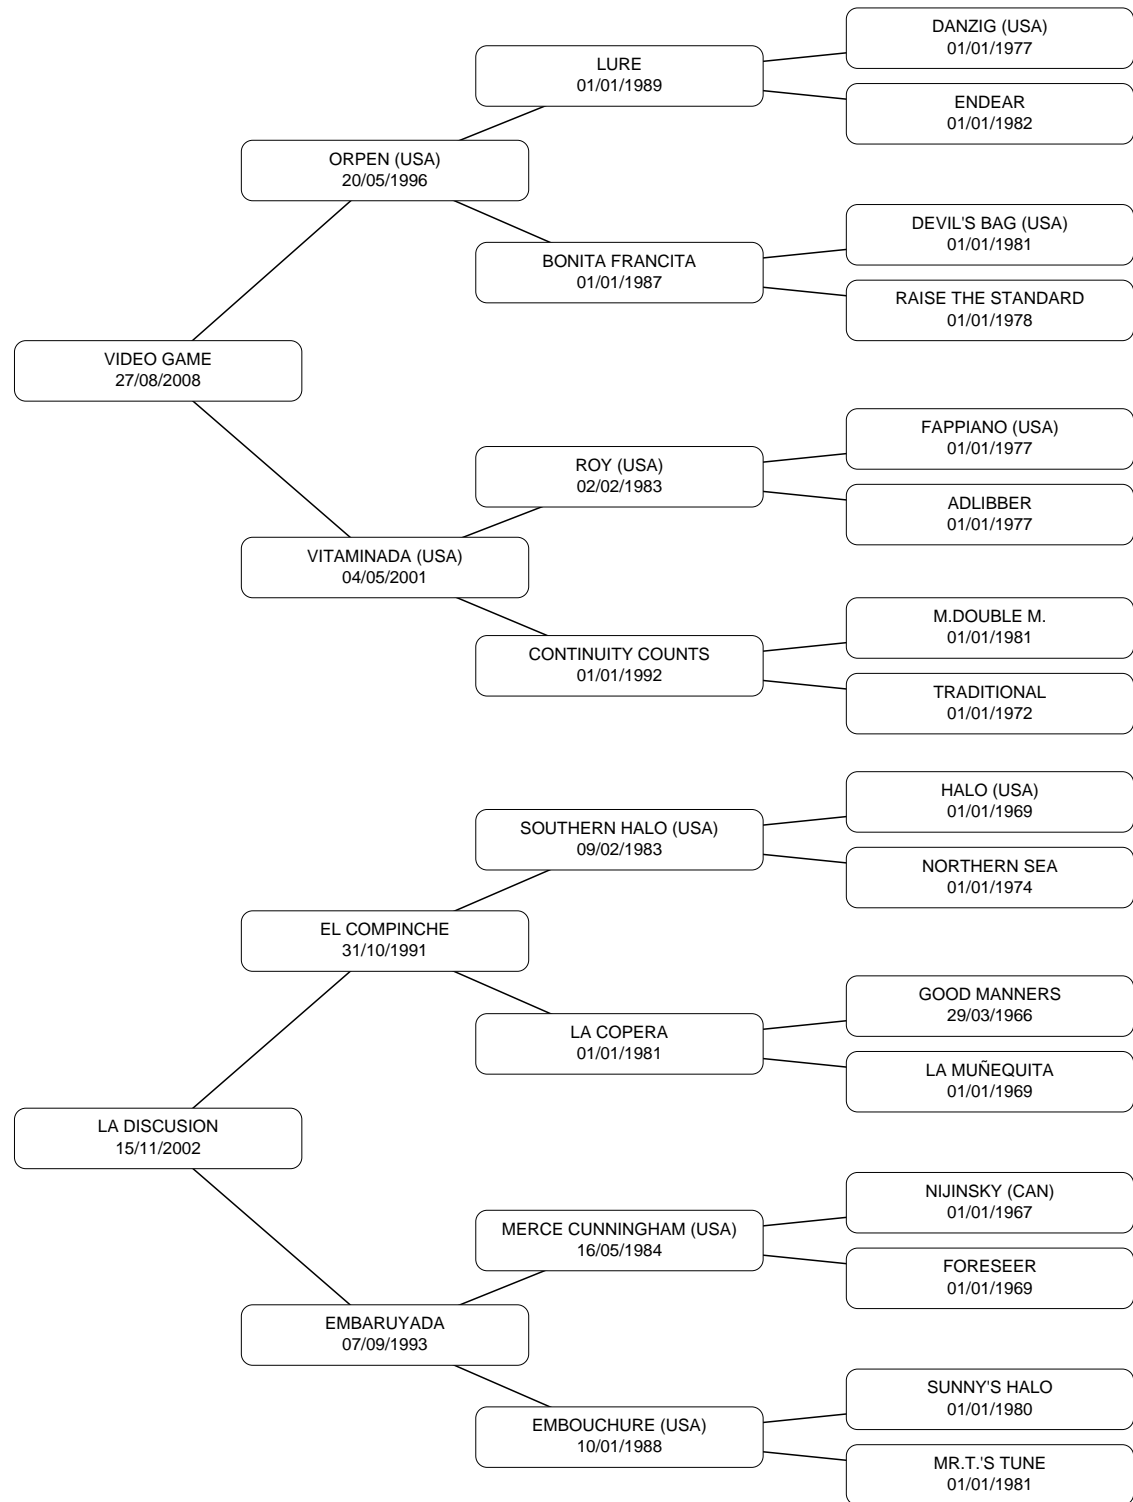 DANZIG (USA)
01/01/1977
LURE
01/01/1989
ENDEAR
01/01/1982
ORPEN (USA)
20/05/1996
DEVIL'S BAG (USA)
01/01/1981
BONITA FRANCITA
01/01/1987
RAISE THE STANDARD
01/01/1978
VIDEO GAME
27/08/2008
FAPPIANO (USA)
01/01/1977
ROY (USA)
02/02/1983
ADLIBBER
01/01/1977
VITAMINADA (USA)
04/05/2001
M.DOUBLE M.
01/01/1981
CONTINUITY COUNTS
01/01/1992
TRADITIONAL
01/01/1972
HALO (USA)
01/01/1969
SOUTHERN HALO (USA)
09/02/1983
NORTHERN SEA
01/01/1974
EL COMPINCHE
31/10/1991
GOOD MANNERS
29/03/1966
LA COPERA
01/01/1981
LA MUÑEQUITA
01/01/1969
LA DISCUSION
15/11/2002
NIJINSKY (CAN)
01/01/1967
MERCE CUNNINGHAM (USA)
16/05/1984
FORESEER
01/01/1969
EMBARUYADA
07/09/1993
SUNNY'S HALO
01/01/1980
EMBOUCHURE (USA)
10/01/1988
MR.T.'S TUNE
01/01/1981